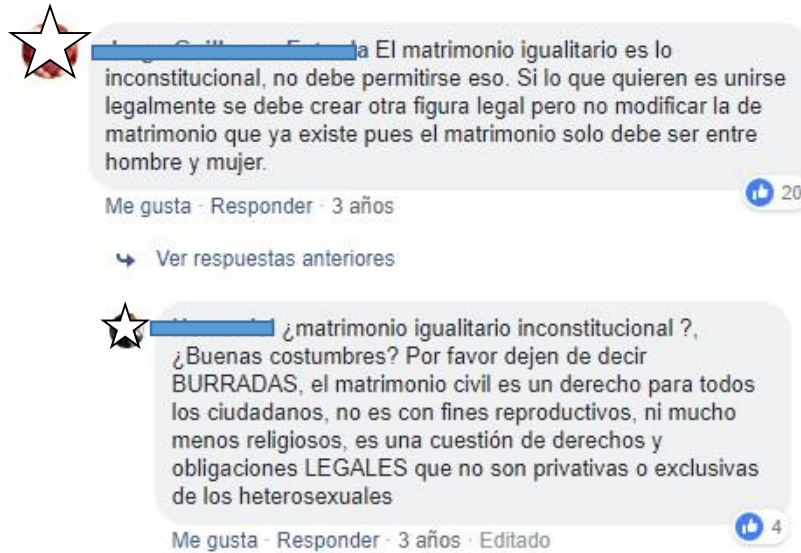 El matrimonio igualitario es lo
inconstitucional, no debe permitirse eso. Si lo que quieren es unirse
legalmente se debe crear otra figura legal pero no modificar la de
matrimonio que ya existe pues el matrimonio solo debe ser entre
hombre y mujer.
20
Me gusta · Responder · 3 años
Ver respuestas anteriores
¿matrimonio igualitario inconstitucional ?,
¿Buenas costumbres? Por favor dejen de decir
BURRADAS, el matrimonio civil es un derecho para todos
los ciudadanos, no es con fines reproductivos, ni mucho
menos religiosos, es una cuestión de derechos y
obligaciones LEGALES que no son privativas o exclusivas
de los heterosexuales
4
Me gusta · Responder · 3 años · Editado